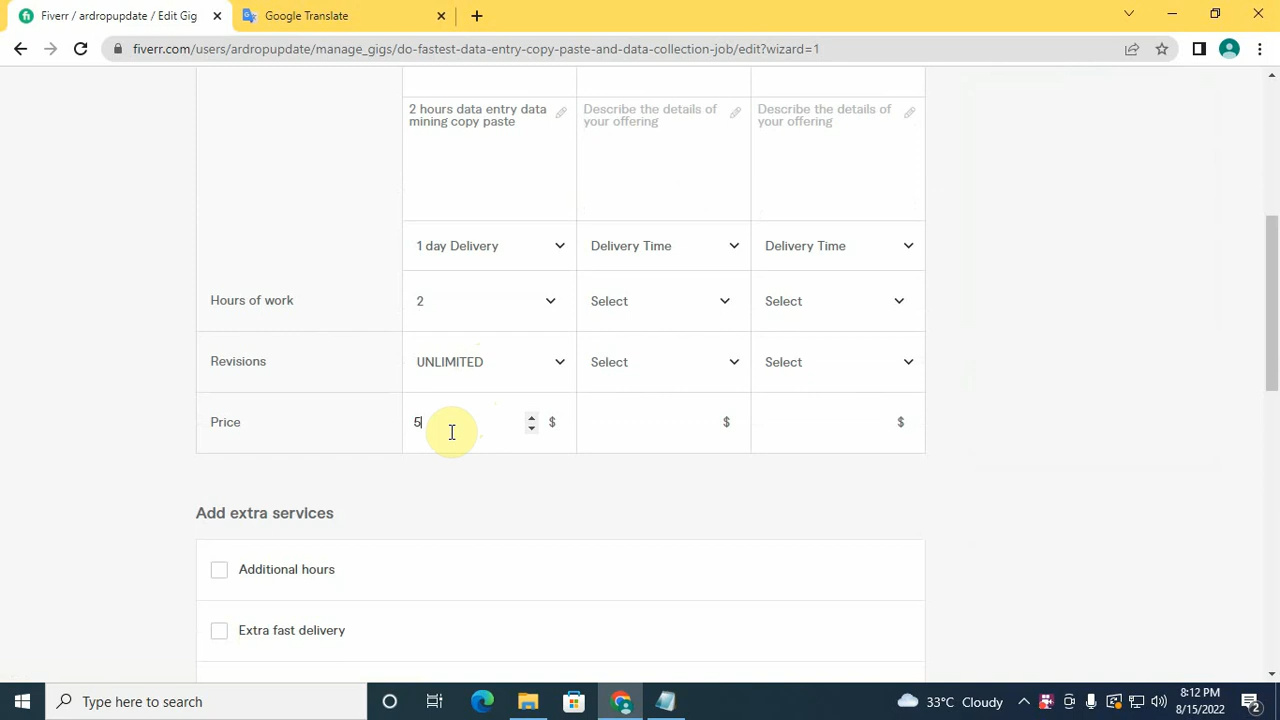 Fiverr / ardropupdate / Edit Gig
Google Translate
fiverr.com/users/ardropupdate/manage_gigs/do-fastest-data-entry-copy-paste-and-data-collection-job/edit?wizard=1
2 hours data entry data
mining copy paste
Describe the details of
your offering
Describe the details of
your offering
1 day Delivery
Delivery Time
Delivery Time
Hours of work
2
Select
Select
Revisions
UNLIMITED
Select
Select
Price
5
$
$
$
Add extra services
Additional hours
Extra fast delivery
Type here to search
33°C Cloudy
8:12 PM
8/15/2022
2